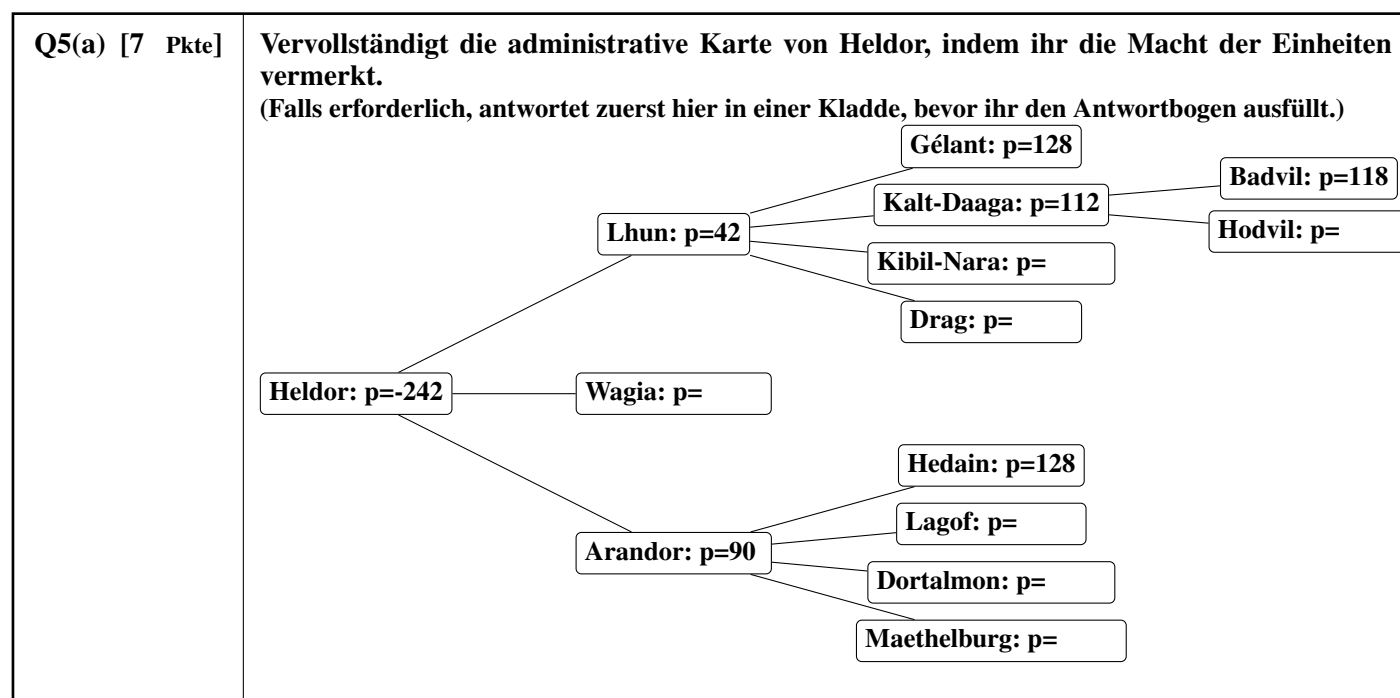 Q5(a) [7 Pkte]
Vervollständigt die administrative Karte von Heldor, indem ihr die Macht der Einheiten
vermerkt.
(Falls erforderlich, antwortet zuerst hier in einer Kladde, bevor ihr den Antwortbogen ausfüllt.)
Gélant: p=128
Badvil: p=118
Kalt-Daaga: p=112
Hodvil: p=
Lhun: p=42
Kibil-Nara: p=
Drag: p=
Heldor: p=-242
Wagia: p=
Hedain: p=128
Lagof: p=
Arandor: p=90
Dortalmon: p=
Maethelburg: p=